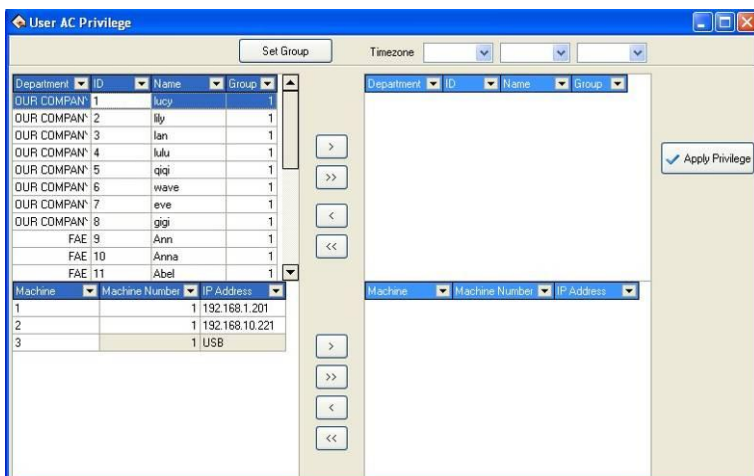 User AC Privilege
Set Group Timezone
Department ID Name Group Department ID Name Group
OUR COMPAN 1 lucy 1
OUR COMPAN 2 lily 1
OUR COMPAN 3 lan 1
OUR COMPAN 4 lulu 1
OUR COMPAN 5 qiqi 1
OUR COMPAN 6 wave 1
OUR COMPAN 7 eve 1
OUR COMPAN 8 gigi 1
FAE 9 Ann 1
FAE 10 Anna 1
FAE 11 Abel 1
>
>>
<
<<
Apply Privilege
Machine Machine Number IP Address Machine Machine Number IP Address
1 1 192.168.1.201
2 1 192.168.10.221
3 1 USB
>
>>
<
<<